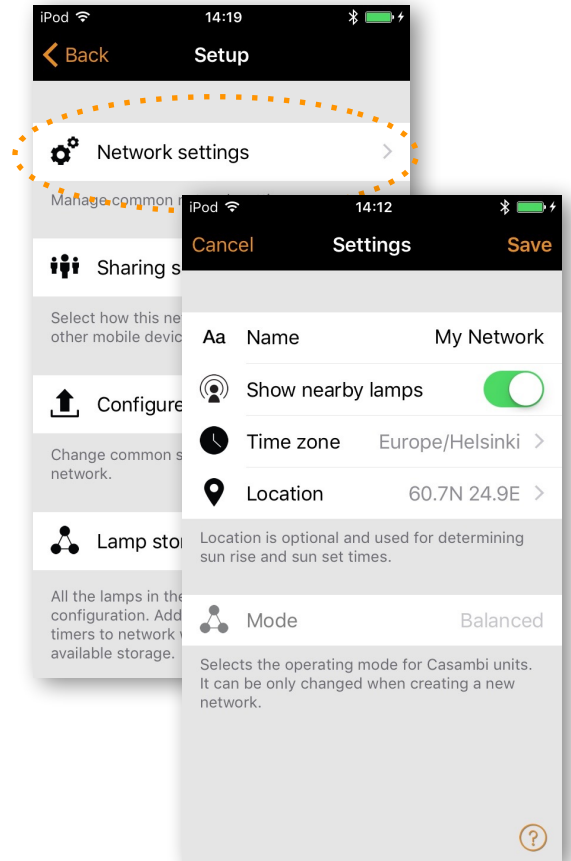 iPod 14:19
Back Setup
Network settings
Manage common
Sharing
Select how this
other mobile
Configure
Change common
network.
Lamp
All the lamps in the
configuration. Add
timers to network
available storage.
iPod 14:12
Cancel Settings Save
Aa Name My Network
Show nearby lamps
Time zone Europe/Helsinki
Location 60.7N 24.9E
Location is optional and used for determining
sun rise and sun set times.
Mode Balanced
Selects the operating mode for Casambi units.
It can be only changed when creating a new
network.
?